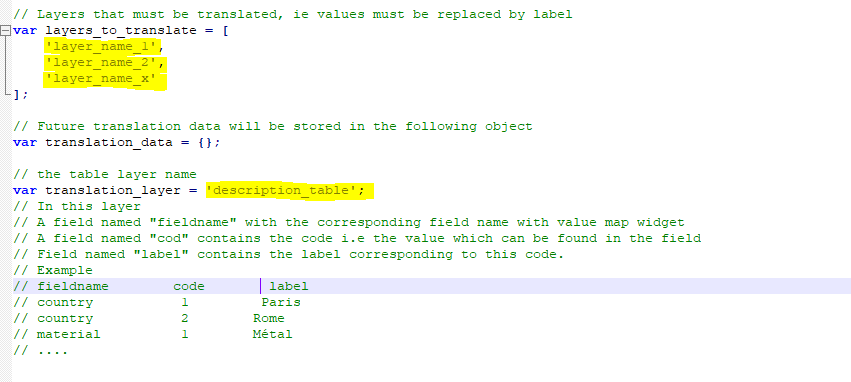 // Layers that must be translated, ie values must be replaced by label
var layers_to_translate = [
'layer_name_1',
'layer_name_2',
'layer_name_x'
];
// Future translation data will be stored in the following object
var translation_data = {};
// the table layer name
var translation_layer = 'description_table';
// In this layer
// A field named "fieldname" with the corresponding field name with value map widget
// A field named "cod" contains the code i.e the value which can be found in the field
// Field named "label" contains the label corresponding to this code.
// Example
// fieldname code label
// country 1 Paris
// country 2 Rome
// material 1 Métal
// ....